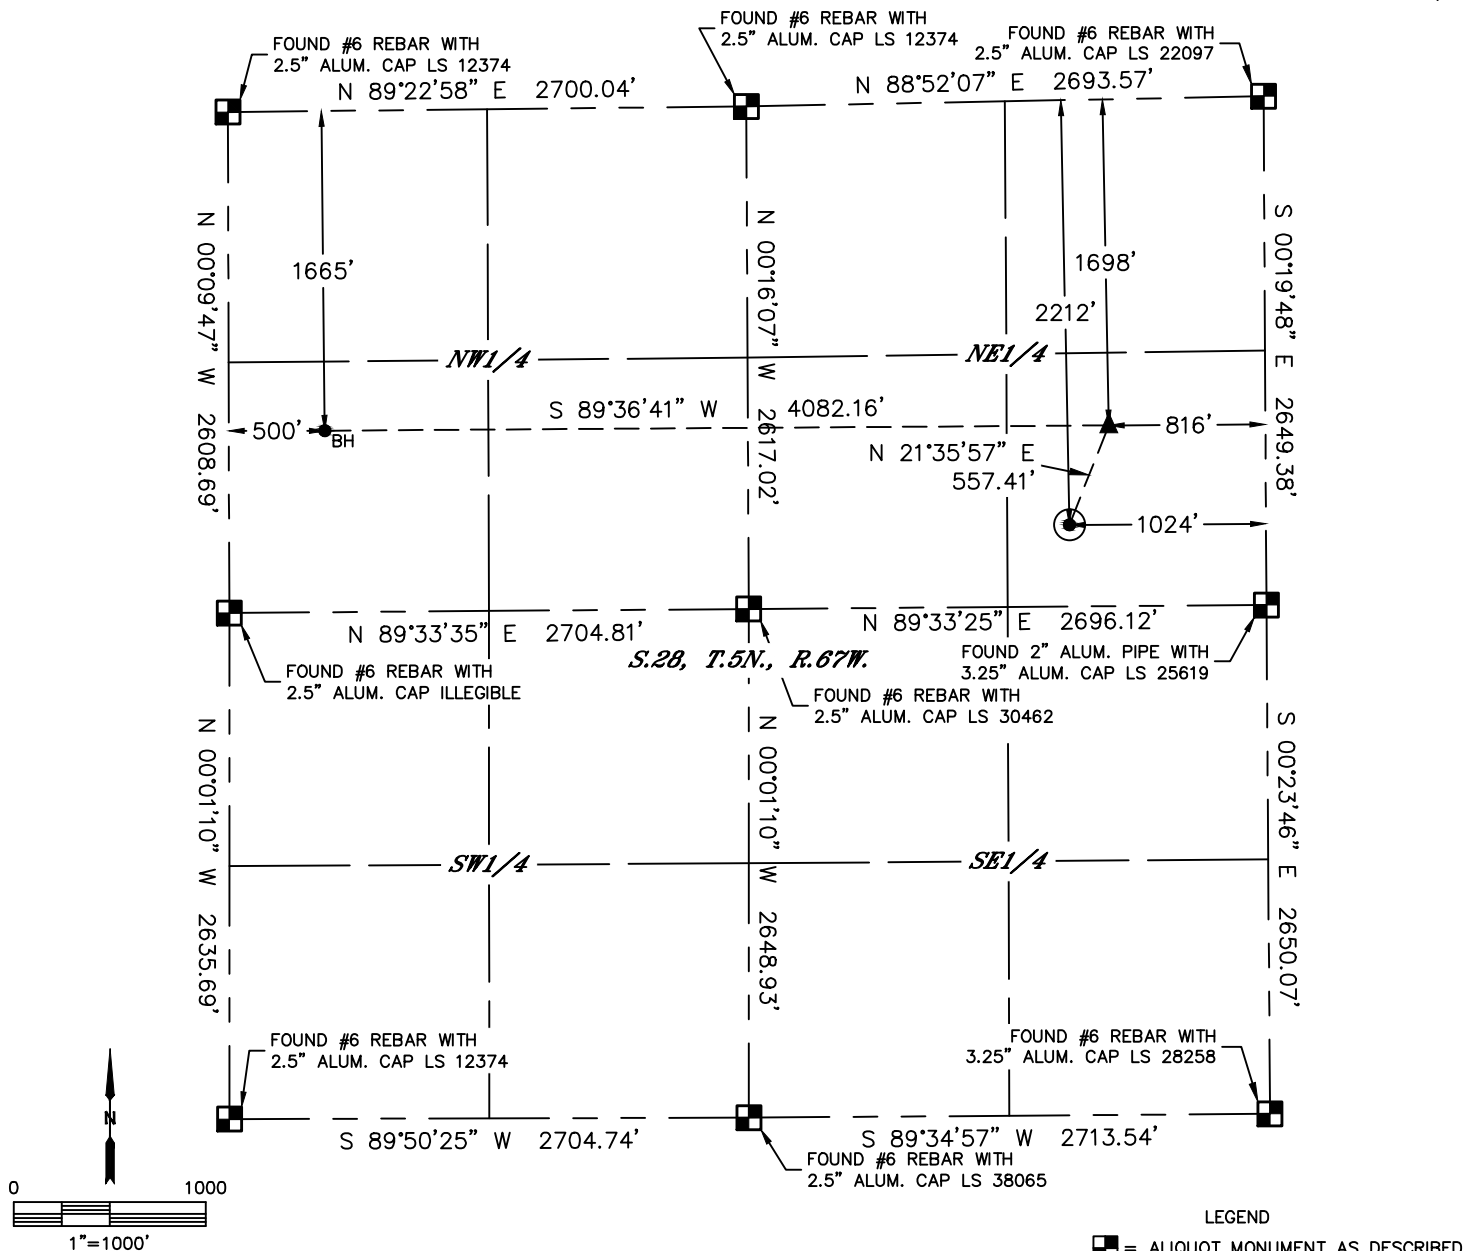 FOUND #6 REBAR WITH
2.5" ALUM. CAP LS 12374
FOUND #6 REBAR WITH
2.5" ALUM. CAP LS 12374
FOUND #6 REBAR WITH
2.5" ALUM. CAP LS 22097
N 89°22'58" E 2700.04'
N 88°52'07" E 2693.57'
N 00°09'47" W 2608.69'
1665'
N 00°16'07" W 2617.02'
1698'
2212'
S 00°19'48" E 2649.38'
NW1/4
NE1/4
500'
BH
S 89°36'41" W 4082.16'
816'
N 21°35'57" E
557.41'
1024'
N 89°33'35" E 2704.81'
N 89°33'25" E 2696.12'
S.28, T.5N., R.67W.
FOUND #6 REBAR WITH
2.5" ALUM. CAP ILLEGIBLE
FOUND #6 REBAR WITH
2.5" ALUM. CAP LS 30462
FOUND 2" ALUM. PIPE WITH
3.25" ALUM. CAP LS 25619
N 00°01'10" W 2635.69'
N 00°01'10" W 2648.93'
S 00°23'46" E 2650.07'
SW1/4
SE1/4
FOUND #6 REBAR WITH
2.5" ALUM. CAP LS 12374
FOUND #6 REBAR WITH
3.25" ALUM. CAP LS 28258
S 89°50'25" W 2704.74'
S 89°34'57" W 2713.54'
FOUND #6 REBAR WITH
2.5" ALUM. CAP LS 38065
N
0 1000
1"=1000'
LEGEND
= ALIQUOT MONUMENT AS DESCRIBED